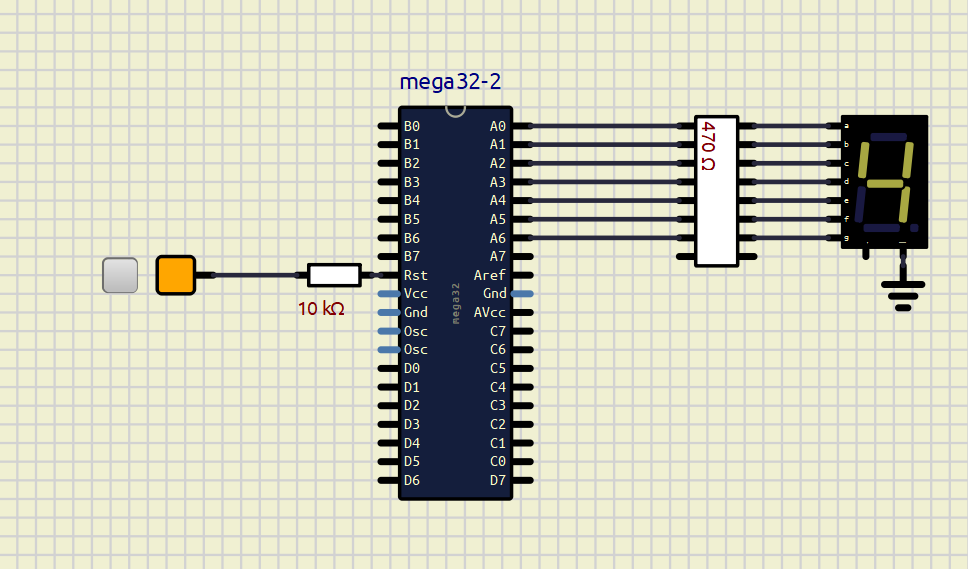 mega32-2
B0 A0
B1 A1
B2 A2
B3 A3
B4 A4
B5 A5
B6 A6
B7 A7
Rst Aref
Vcc Gnd
Gnd AVcc
Osc C7
Osc C6
D0 C5
D1 C4
D2 C3
D3 C2
D4 C1
D5 C0
D6 D7
mega32
10 kΩ
470 Ω
a
b
c
d
e
f
g